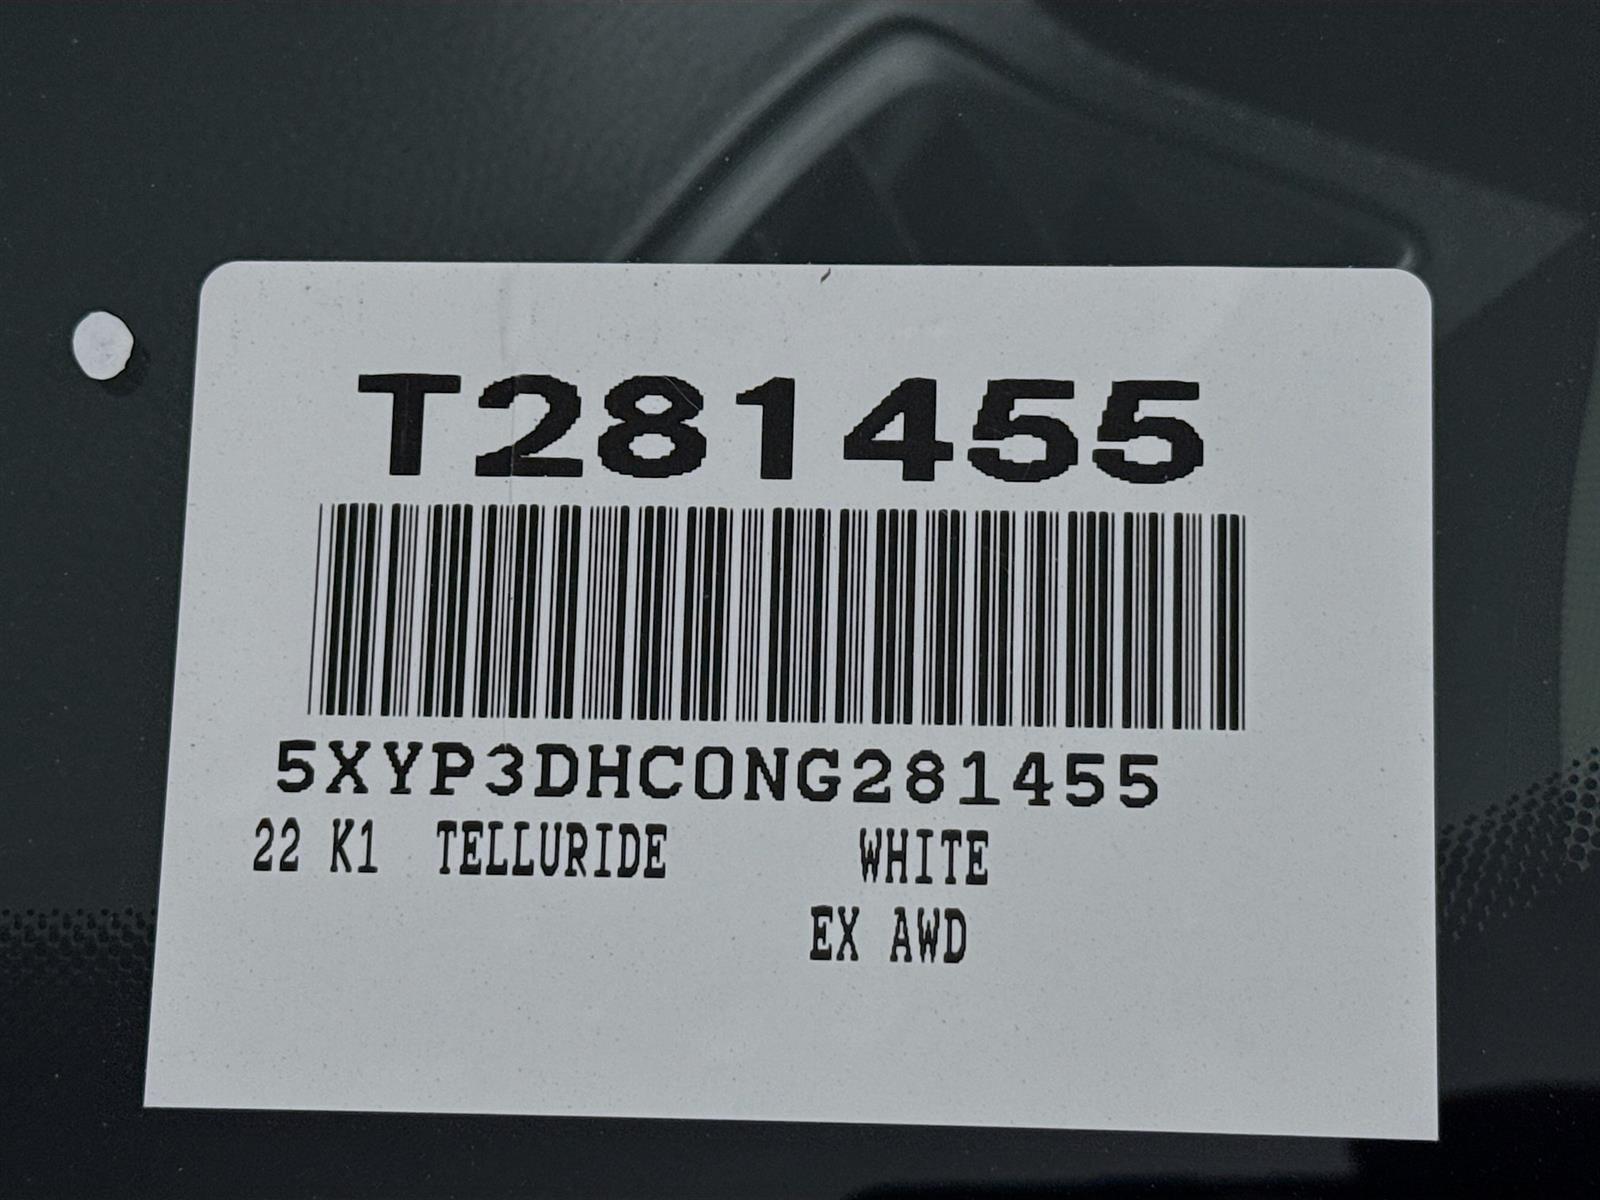 T281455
5XYP3DHC0NG281455
22 K1 TELLURIDE WHITE
EX AWD